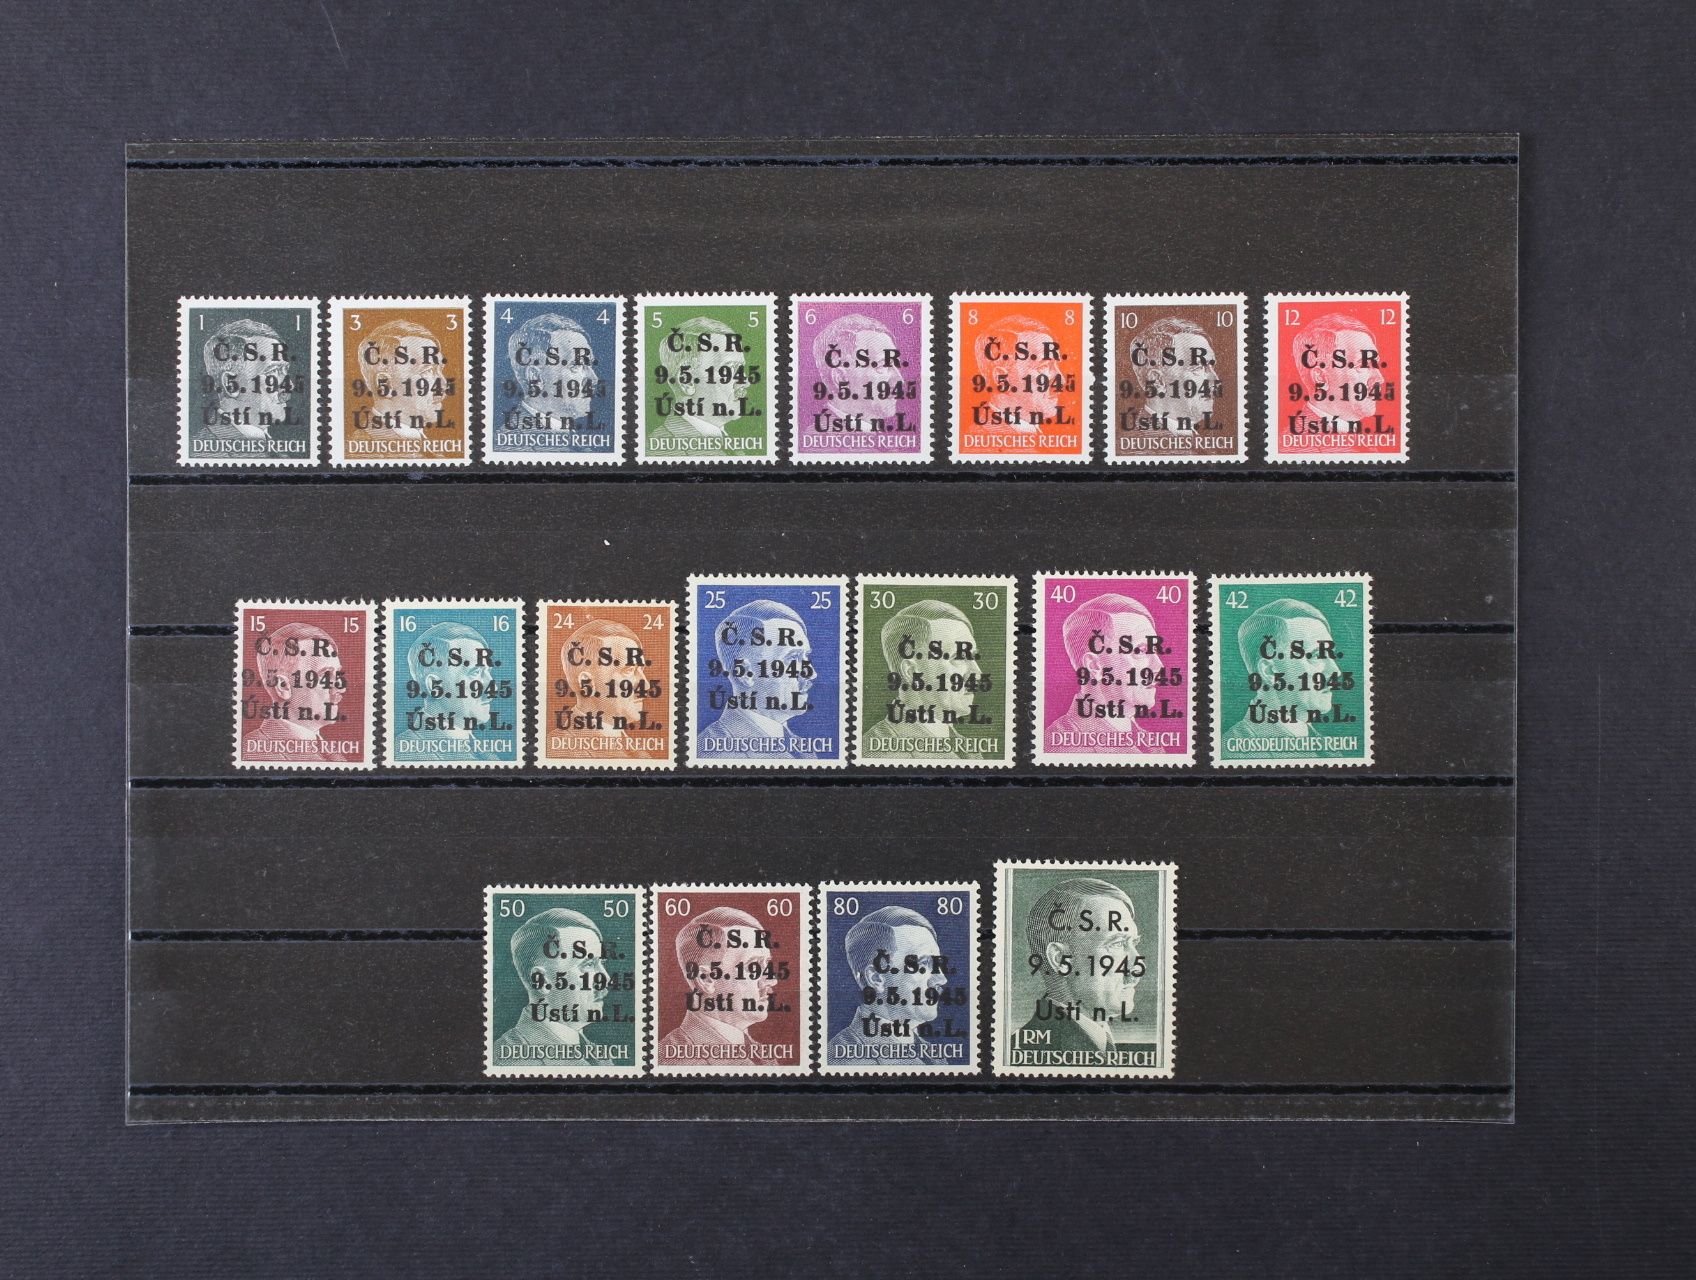 1 1
Č. S. R.
9. 5. 1945
Ústí n. L.
DEUTSCHES REICH
3 3
Č. S. R.
9. 5. 1945
Ústí n. L.
DEUTSCHES REICH
4 4
Č. S. R.
9. 5. 1945
Ústí n. L.
DEUTSCHES REICH
5 5
Č. S. R.
9. 5. 1945
Ústí n. L.
DEUTSCHES REICH
6 6
Č. S. R.
9. 5. 1945
Ústí n. L.
DEUTSCHES REICH
8 8
Č. S. R.
9. 5. 1945
Ústí n. L.
DEUTSCHES REICH
10 10
Č. S. R.
9. 5. 1945
Ústí n. L.
DEUTSCHES REICH
12 12
Č. S. R.
9. 5. 1945
Ústí n. L.
DEUTSCHES REICH
15 15
Č. S. R.
9. 5. 1945
Ústí n. L.
DEUTSCHES REICH
16 16
Č. S. R.
9. 5. 1945
Ústí n. L.
DEUTSCHES REICH
24 24
Č. S. R.
9. 5. 1945
Ústí n. L.
DEUTSCHES REICH
25 25
Č. S. R.
9. 5. 1945
Ústí n. L.
DEUTSCHES REICH
30 30
Č. S. R.
9. 5. 1945
Ústí n. L.
DEUTSCHES REICH
40 40
Č. S. R.
9. 5. 1945
Ústí n. L.
DEUTSCHES REICH
42 42
Č. S. R.
9. 5. 1945
Ústí n. L.
GROSSDEUTSCHES REICH
50 50
Č. S. R.
9. 5. 1945
Ústí n. L.
DEUTSCHES REICH
60 60
Č. S. R.
9. 5. 1945
Ústí n. L.
DEUTSCHES REICH
80 80
Č. S. R.
9. 5. 1945
Ústí n. L.
DEUTSCHES REICH
Č. S. R.
9. 5. 1945
Ústí n. L.
1 RM
DEUTSCHES REICH